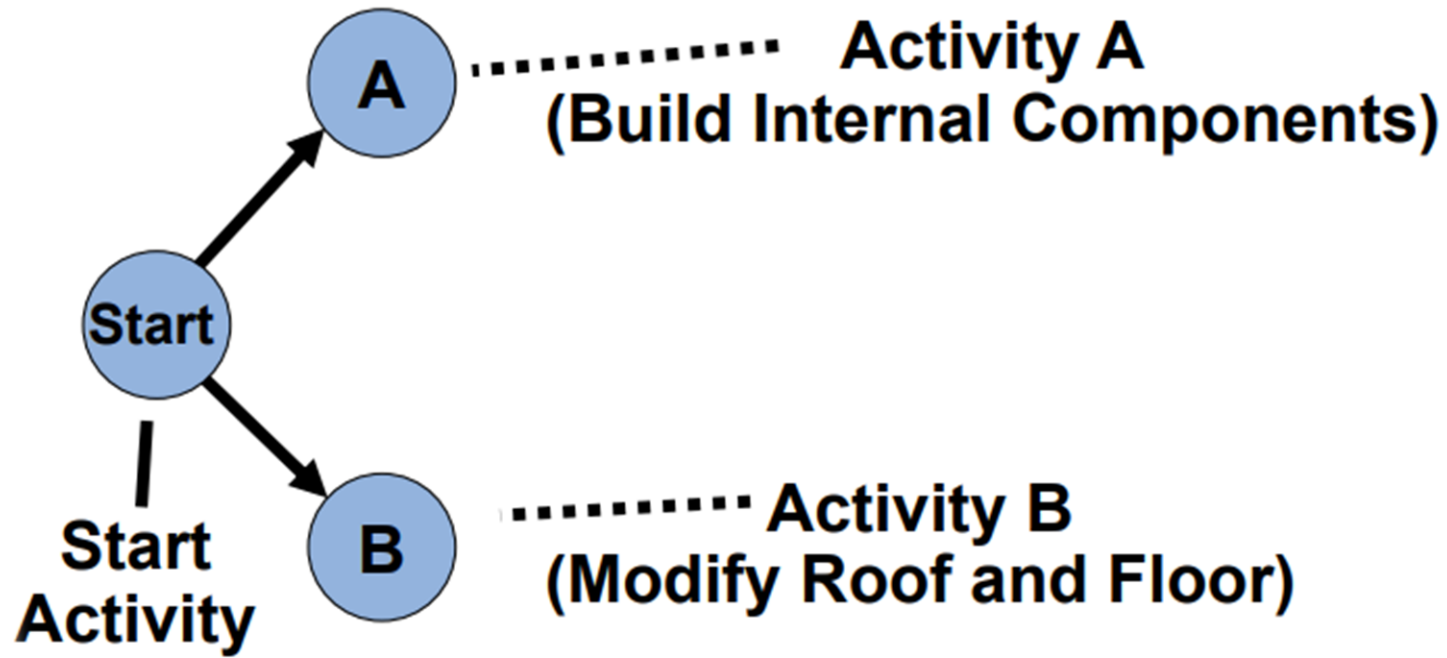 A
Activity A
(Build Internal Components)
Start
Start
Activity
B
Activity B
(Modify Roof and Floor)